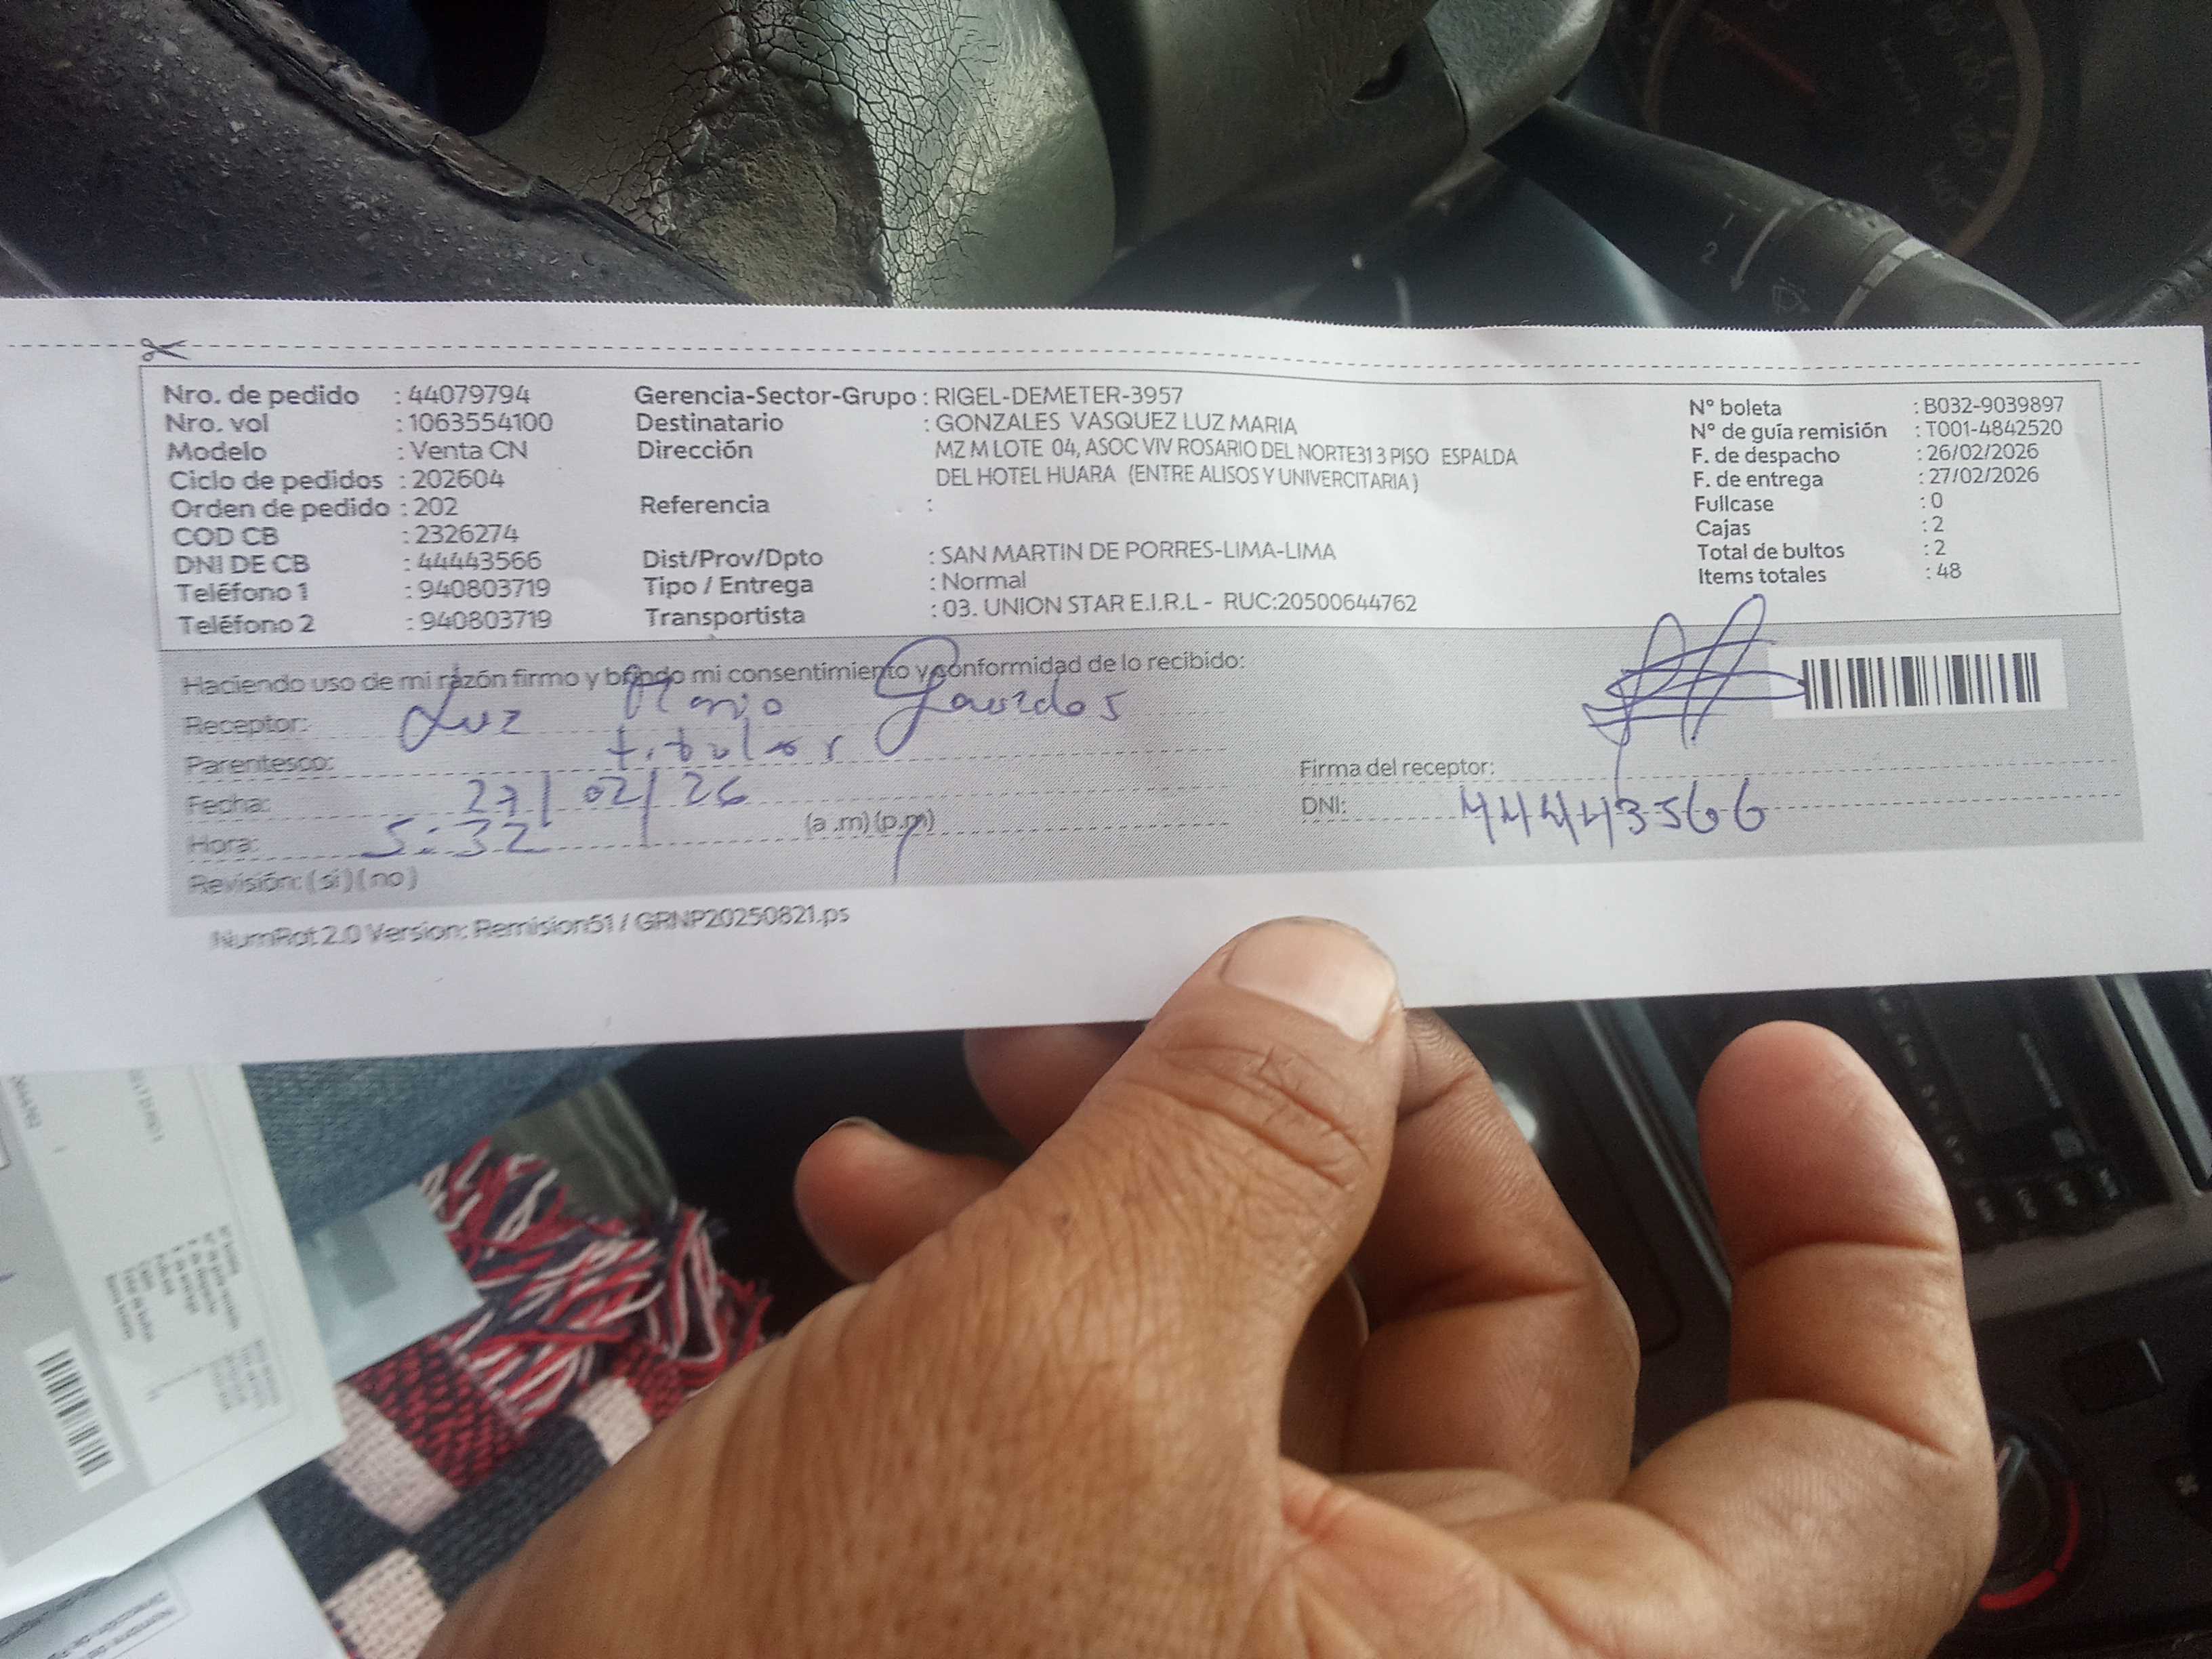 Nro. de pedido : 44079794
Nro. vol : 1063554100
Modelo : Venta CN
Ciclo de pedidos : 202604
Orden de pedido : 202
COD CB : 2326274
DNI DE CB : 44443566
Teléfono 1 : 940803719
Teléfono 2 : 940803719
Gerencia-Sector-Grupo : RIGEL-DEMETER-3957
Destinatario : GONZALES VASQUEZ LUZ MARIA
Dirección MZ M LOTE 04, ASOC VIV ROSARIO DEL NORTE31 3 PISO ESPALDA
DEL HOTEL HUARA (ENTRE ALISOS Y UNIVERCITARIA)
Referencia :
Dist/Prov/Dpto : SAN MARTIN DE PORRES-LIMA-LIMA
Tipo / Entrega : Normal
Transportista : 03. UNION STAR E.I.R.L - RUC:20500644762
N° boleta : B032-9039897
N° de guía remisión : T001-4842520
F. de despacho : 26/02/2026
F. de entrega : 27/02/2026
Fullcase : 0
Cajas : 2
Total de bultos : 2
Items totales : 48
Haciendo uso de mi razón firmo y brindo mi consentimiento y conformidad de lo recibido:
Receptor: Luz Maria
Parentesco: titular
Fecha: 27/02/26
Hora: 5:32 (a .m) (p.m)
Revisión: (si) (no)
Firma del receptor:
DNI: 44443566
NumRot 2.0 Version: Remision51 / GRNP20250821.ps
1
2